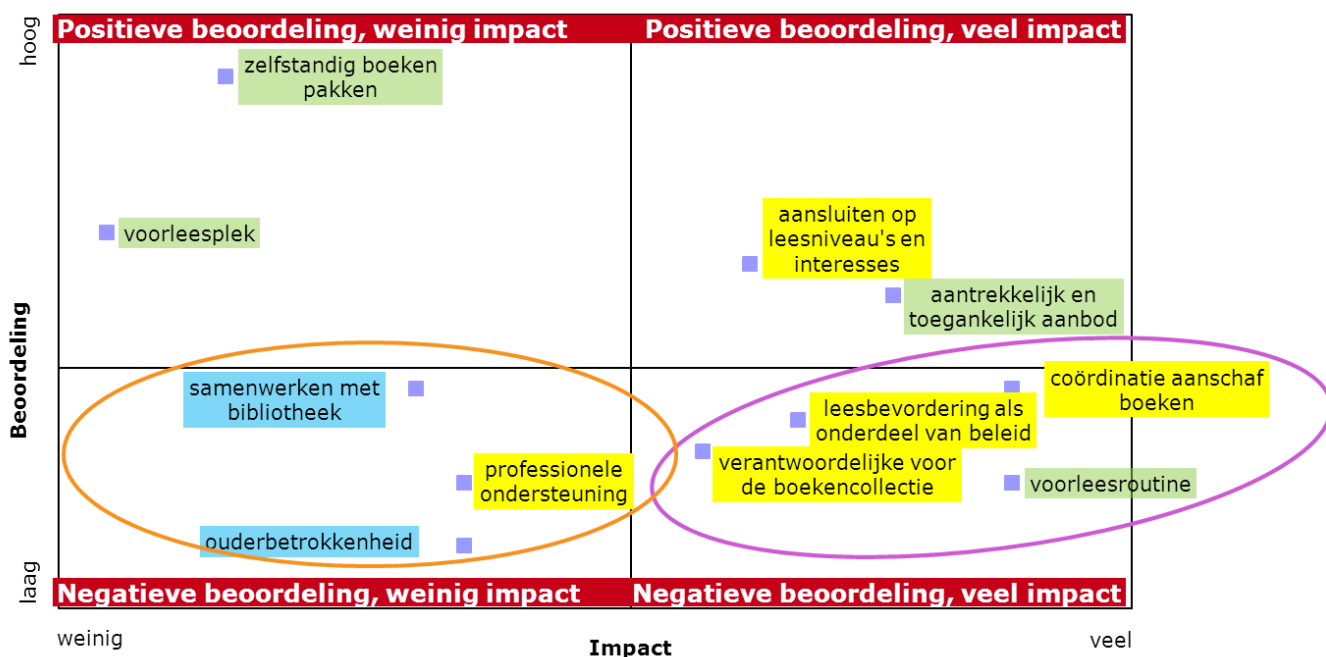 Positieve beoordeling, weinig impact
Positieve beoordeling, veel impact
hoog
zelfstandig boeken
pakken
voorleesplek
aansluiten op
leesniveau's en
interesses
aantrekkelijk en
toegankelijk aanbod
Beoordeling
samenwerken met
bibliotheek
coördinatie aanschaf
boeken
leesbevordering als
onderdeel van beleid
professionele
ondersteuning
verantwoordelijke voor
de boekencollectie
voorleesroutine
ouderbetrokkenheid
laag
Negatieve beoordeling, weinig impact
Negatieve beoordeling, veel impact
weinig
Impact
veel